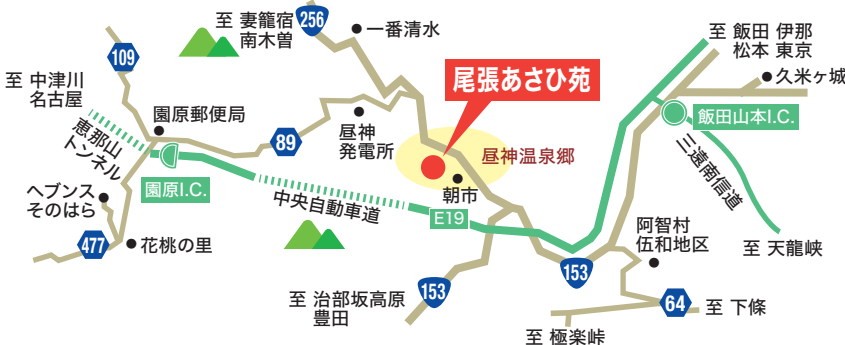 至 妻籠宿
南木曽
256
一番清水
至 飯田 伊那
松本 東京
109
尾張あさひ苑
久米ヶ城
至 中津川
名古屋
園原郵便局
昼神
発電所
飯田山本I.C.
恵那山
トンネル
89
昼神温泉郷
三遠南信道
園原I.C.
ヘブンス
そのはら
中央自動車道
朝市
E19
阿智村
伍和地区
477
花桃の里
至 天龍峡
153
153
至 治部坂高原
豊田
64
至 下條
至 極楽峠